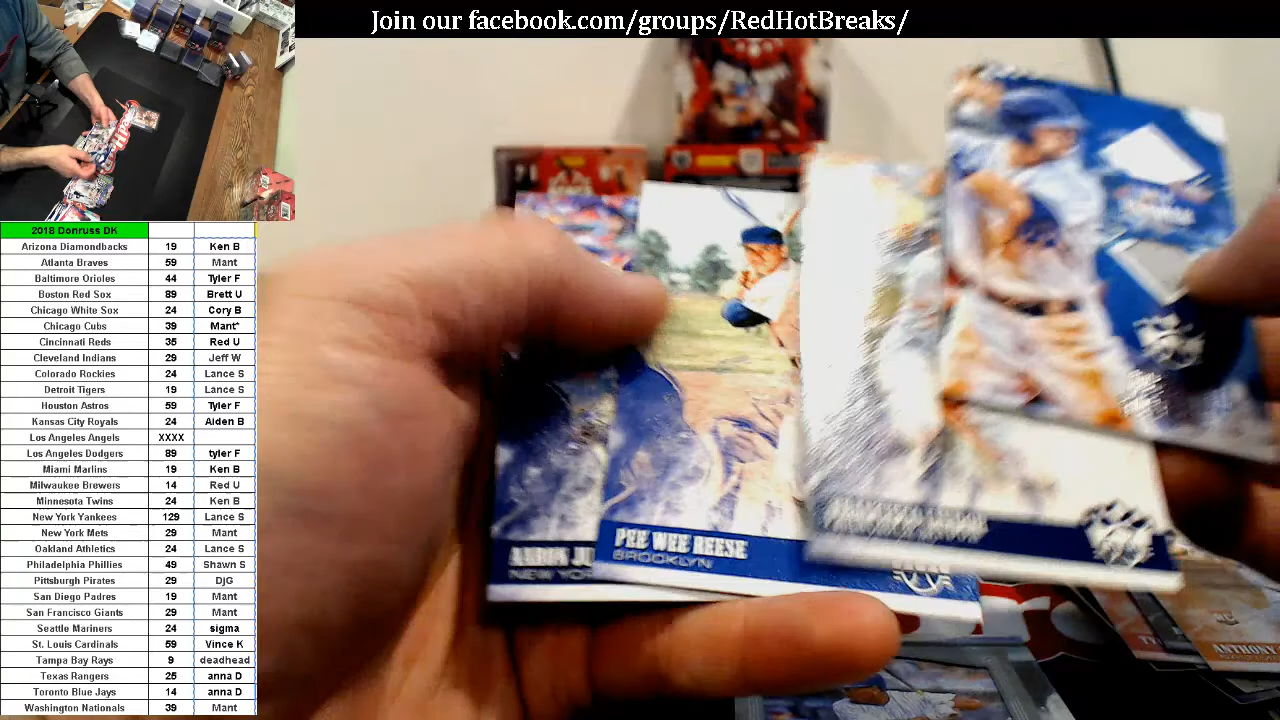 Join our facebook.com/groups/RedHotBreaks/
2018 Donruss DK
Arizona Diamondbacks 19 Ken B
Atlanta Braves 59 Mant
Baltimore Orioles 44 Tyler F
Boston Red Sox 89 Brett U
Chicago White Sox 24 Cory B
Chicago Cubs 39 Mant*
Cincinnati Reds 35 Red U
Cleveland Indians 29 Jeff W
Colorado Rockies 24 Lance S
Detroit Tigers 19 Lance S
Houston Astros 59 Tyler F
Kansas City Royals 24 Aiden B
Los Angeles Angels XXXX
Los Angeles Dodgers 89 tyler F
Miami Marlins 19 Ken B
Milwaukee Brewers 14 Red U
Minnesota Twins 24 Ken B
New York Yankees 129 Lance S
New York Mets 29 Mant
Oakland Athletics 24 Lance S
Philadelphia Phillies 49 Shawn S
Pittsburgh Pirates 29 DjG
San Diego Padres 19 Mant
San Francisco Giants 29 Mant
Seattle Mariners 24 sigma
St. Louis Cardinals 59 Vince K
Tampa Bay Rays 9 deadhead
Texas Rangers 25 anna D
Toronto Blue Jays 14 anna D
Washington Nationals 39 Mant
AARON JU
NEW YOR
PEE WEE REESE
BROOKLYN
TY
ANTHONY